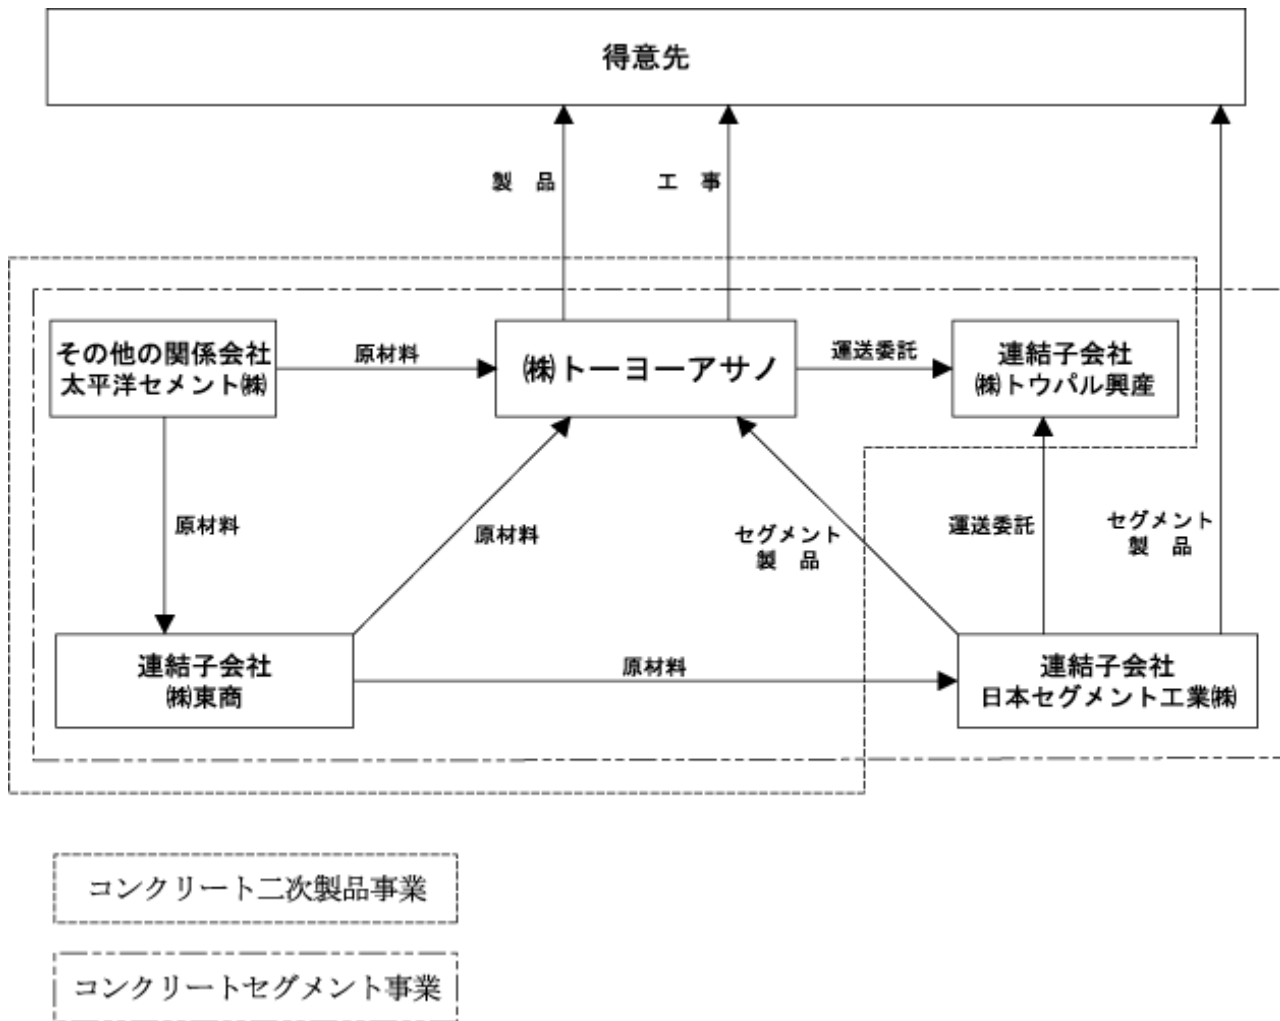 得意先
製　品
工　事
その他の関係会社
太平洋セメント㈱
原材料
㈱トーヨーアサノ
運送委託
連結子会社
㈱トウパル興産
原材料
原材料
セグメント
製　品
運送委託
セグメント
製　品
連結子会社
㈱東商
原材料
連結子会社
日本セグメント工業㈱
コンクリート二次製品事業
コンクリートセグメント事業